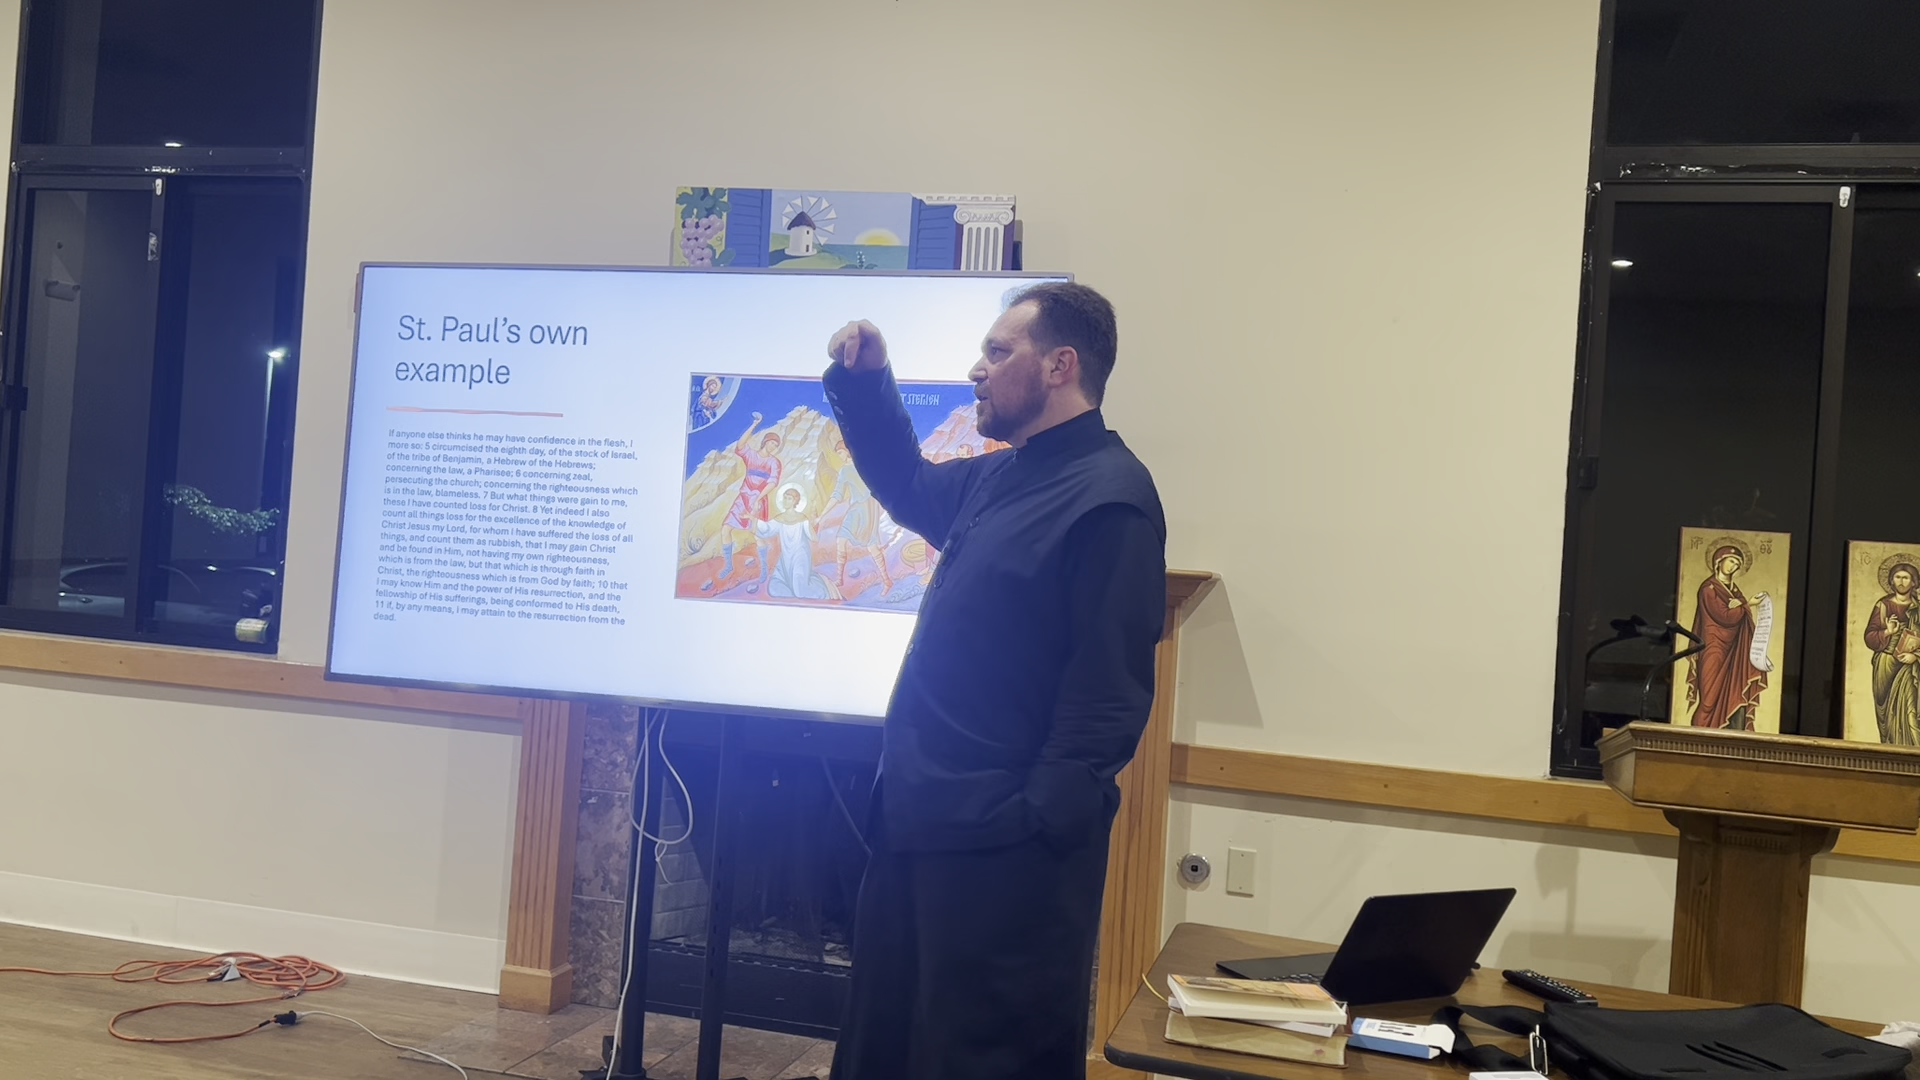 St. Paul's own
example
If anyone else thinks he may have confidence in the flesh, I
more so: 5 circumcised the eighth day, of the stock of Israel,
of the tribe of Benjamin, a Hebrew of the Hebrews;
concerning the law, a Pharisee; 6 concerning zeal,
persecuting the church; concerning the righteousness which
is in the law, blameless. 7 But what things were gain to me,
these I have counted loss for Christ. 8 Yet indeed I also
count all things loss for the excellence of the knowledge of
Christ Jesus my Lord, for whom I have suffered the loss of all
things, and count them as rubbish, that I may gain Christ
and be found in Him, not having my own righteousness,
which is from the law, but that which is through faith in
Christ, the righteousness which is from God by faith; 10 that
I may know Him and the power of His resurrection, and the
fellowship of His sufferings, being conformed to His death,
11 if, by any means, I may attain to the resurrection from the
dead.